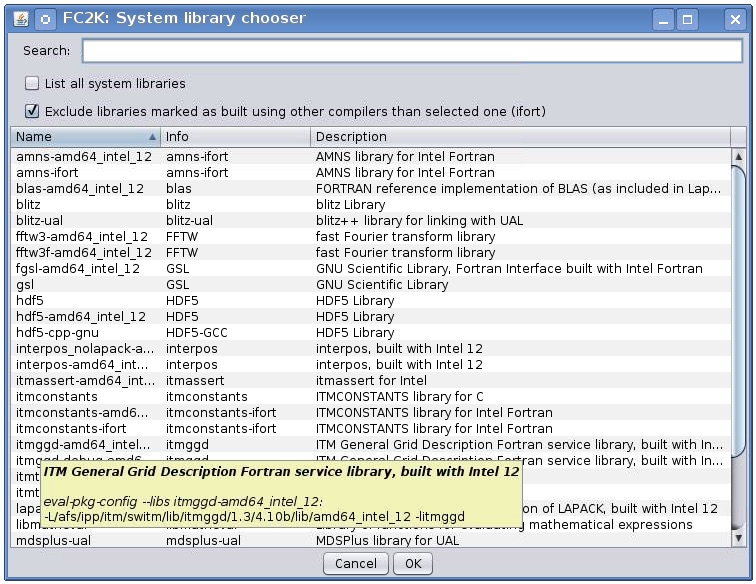 FC2K: System library chooser
Search:
List all system libraries
Exclude libraries marked as built using other compilers than selected one (ifort)
Name Info Description
amns-amd64_intel_12 amns-ifort AMNS library for Intel Fortran
amns-ifort amns-ifort AMNS library for Intel Fortran
blas-amd64_intel_12 blas FORTRAN reference implementation of BLAS (as included in Lap...
blitz blitz blitz Library
blitz-ual blitz-ual blitz++ library for linking with UAL
fftw3-amd64_intel_12 FFTW fast Fourier transform library
fftw3f-amd64_intel_12 FFTW fast Fourier transform library
fgsl-amd64_intel_12 GSL GNU Scientific Library, Fortran Interface built with Intel Fortran
gsl GSL GNU Scientific Library
hdf5 HDF5 HDF5 Library
hdf5-amd64_intel_12 HDF5 HDF5 Library
hdf5-cpp-gnu HDF5-GCC HDF5 Library
interpos_nolapack-a... interpos interpos, built with Intel 12
interpos-amd64_int... interpos interpos, built with Intel 12
itmassert-amd64_int... itmassert itmassert for Intel
itmconstants itmconstants ITMCONSTANTS library for C
itmconstants-amd6... itmconstants-ifort ITMCONSTANTS library for Intel Fortran
itmconstants-ifort itmconstants-ifort ITMCONSTANTS library for Intel Fortran
itmggd-amd64_intel... itmggd ITM General Grid Description Fortran service library, built with In...
itmggd-debug-amd6... itmggd ITM General Grid Description Fortran service library, built with In...
ITM General Grid Description Fortran service library, built with Intel 12
itmt
eval-pkg-config --libs itmggd-amd64_intel_12:
itmt
-L/afs/ipp/itm/switm/lib/itmggd/1.3/4.10b/lib/amd64_intel_12 -litmggd
lapa on of LAPACK, built with Intel 12
evaluating mathematical expressions
mdsplus-ual mdsplus-ual MDSPlus library for UAL
Cancel OK